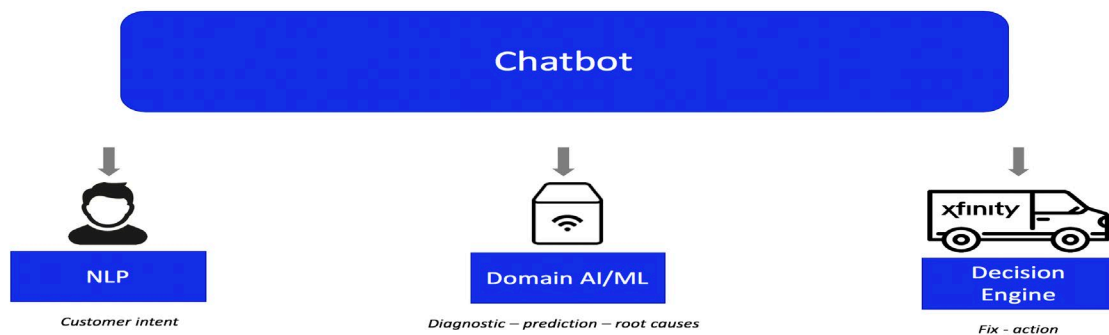 Chatbot
xfinity
NLP
Domain AI/ML
Decision
Engine
Customer intent
Diagnostic – prediction – root causes
Fix - action